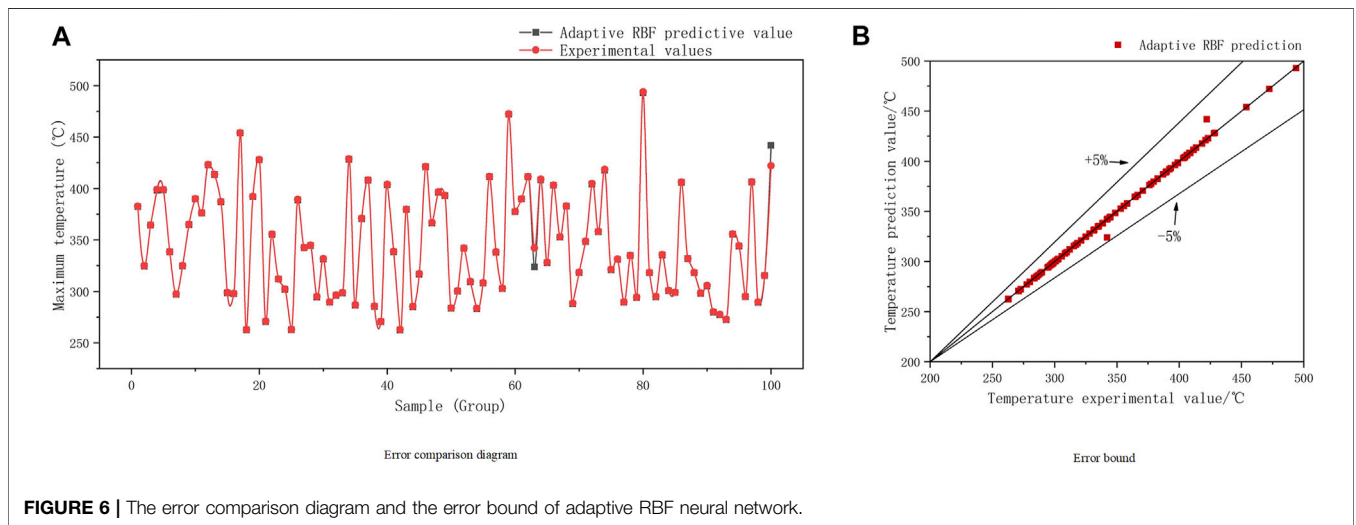 A
Adaptive RBF predictive value
Experimental values
Maximum temperature (℃)
500
450
400
350
300
250
0
20
40
60
80
100
Sample (Group)
Error comparison diagram
B
Adaptive RBF prediction
Temperature prediction value/℃
500
450
400
350
300
250
200
+5%
-5%
200
250
300
350
400
450
500
Temperature experimental value/℃
Error bound
FIGURE 6 | The error comparison diagram and the error bound of adaptive RBF neural network.